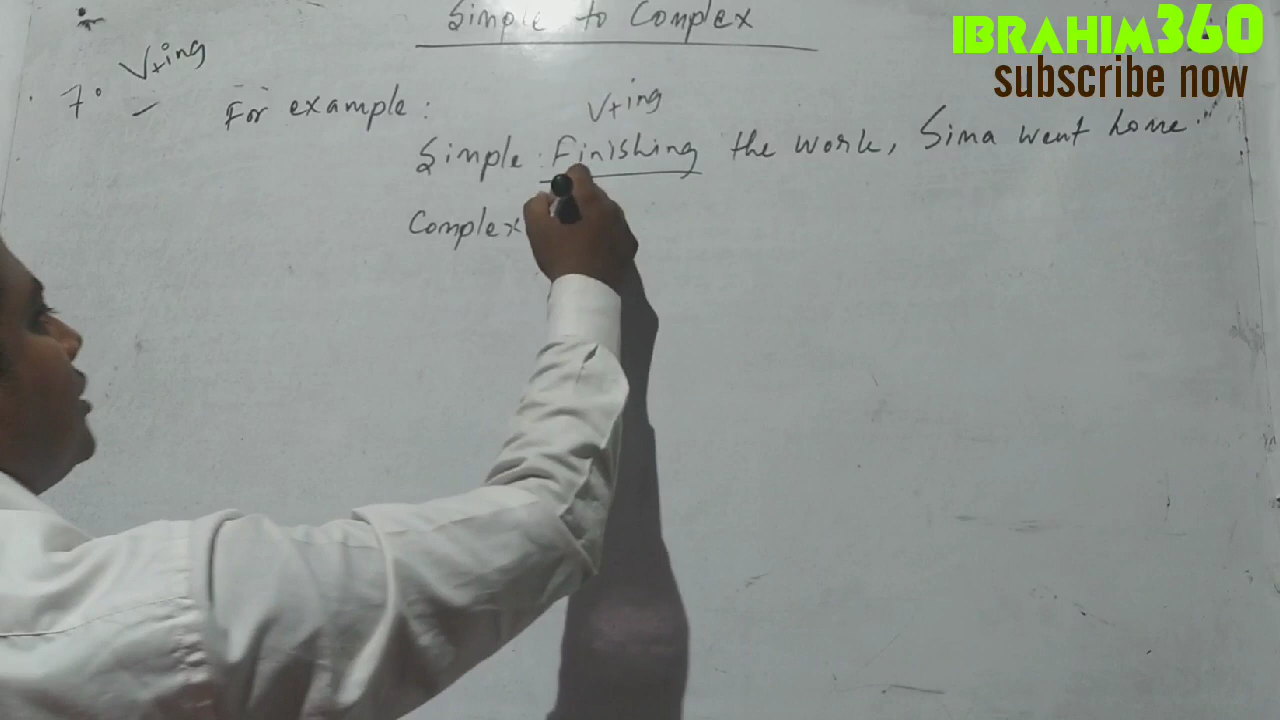 Simple to Complex
IBRAHIM360
subscribe now
7° V+ing – For example :
V+ing
Simple : Finishing the work, Sima went home.
Complex